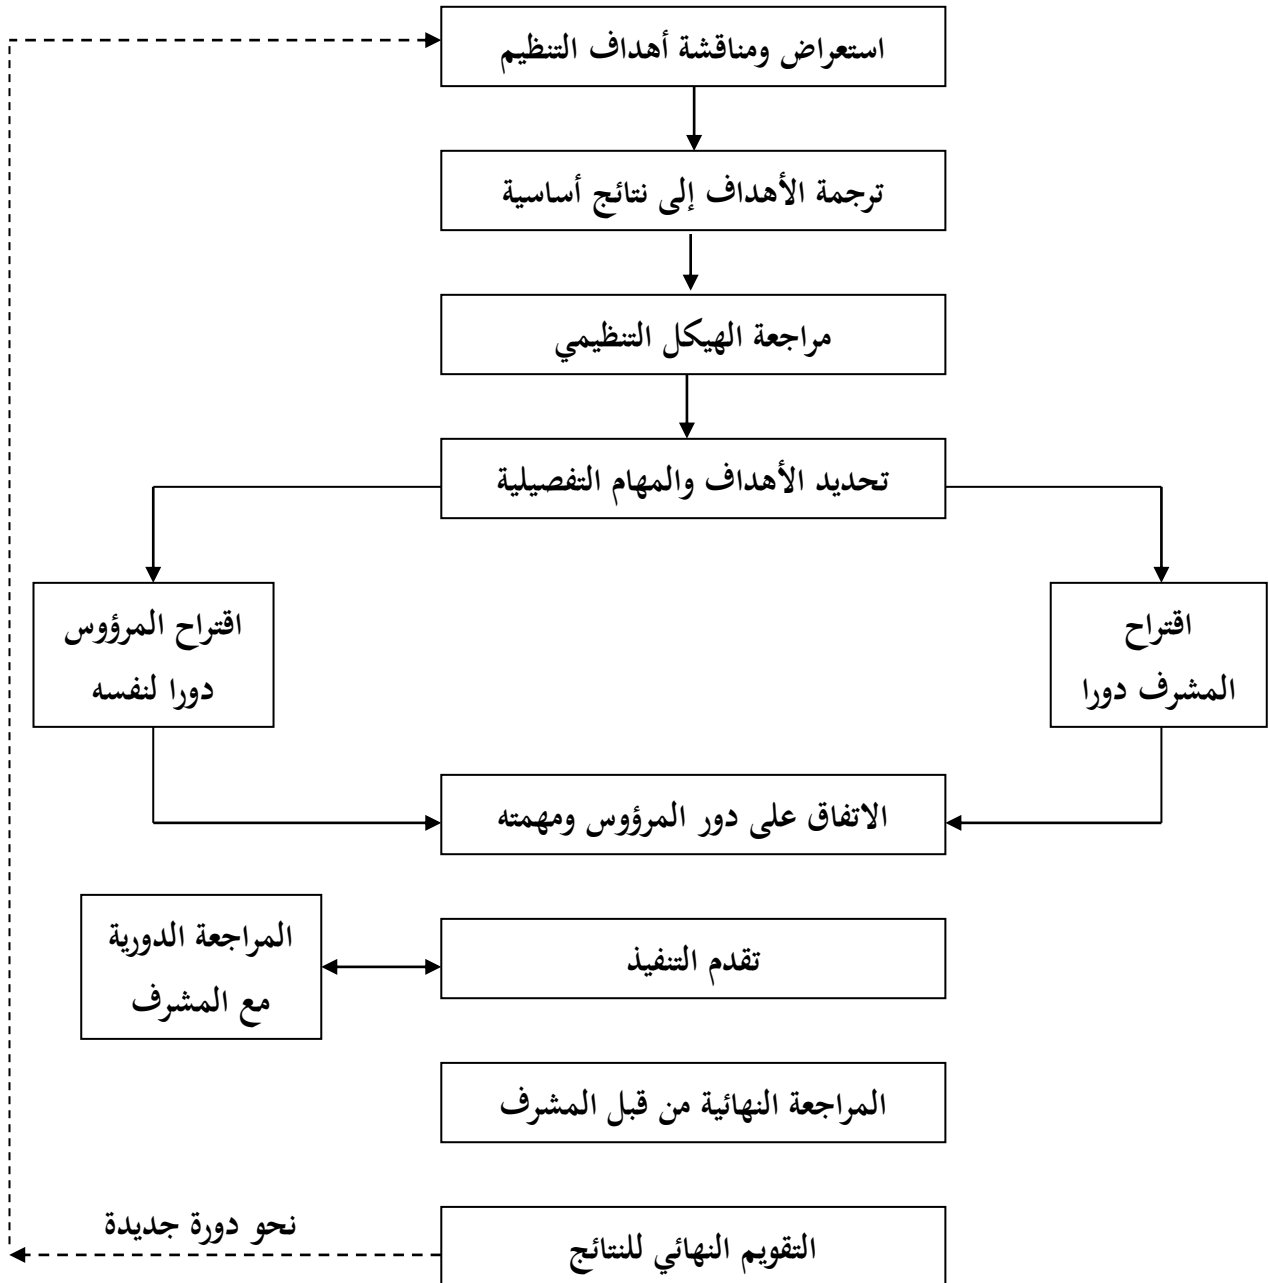 استعراض ومناقشة أهداف التنظيم
ترجمة الأهداف إلى نتائج أساسية
مراجعة الهيكل التنظيمي
تحديد الأهداف والمهام التفصيلية
اقتراح
المشرف دورا
اقتراح المرؤوس
دورا لنفسه
الاتفاق على دور المرؤوس ومهمته
تقدم التنفيذ
المراجعة الدورية
مع المشرف
المراجعة النهائية من قبل المشرف
التقويم النهائي للنتائج
نحو دورة جديدة